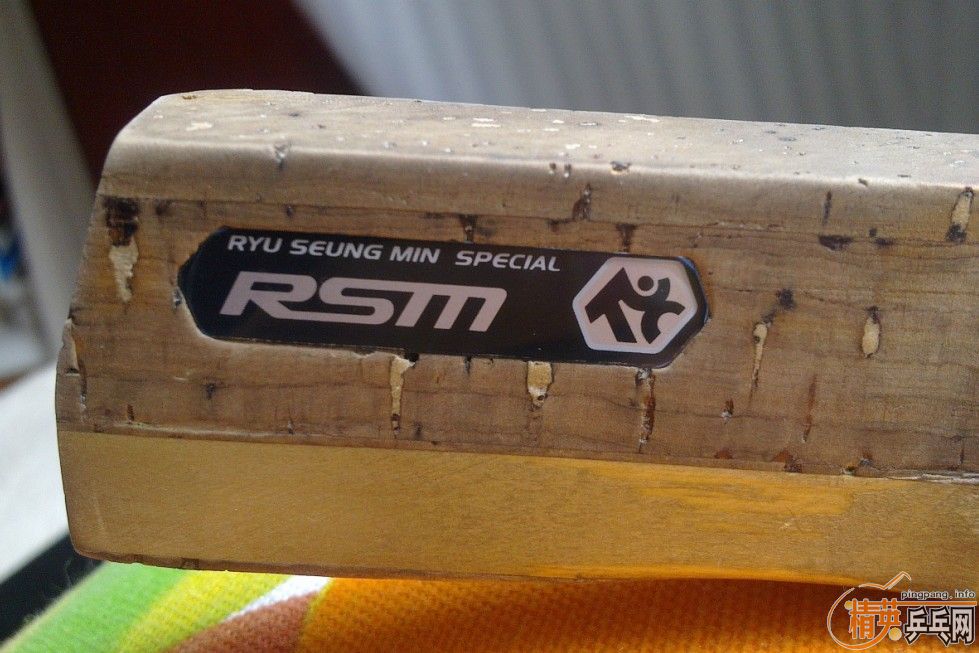 RYU SEUNG MIN SPECIAL
RSM
pingpang.info
精英乒乓网